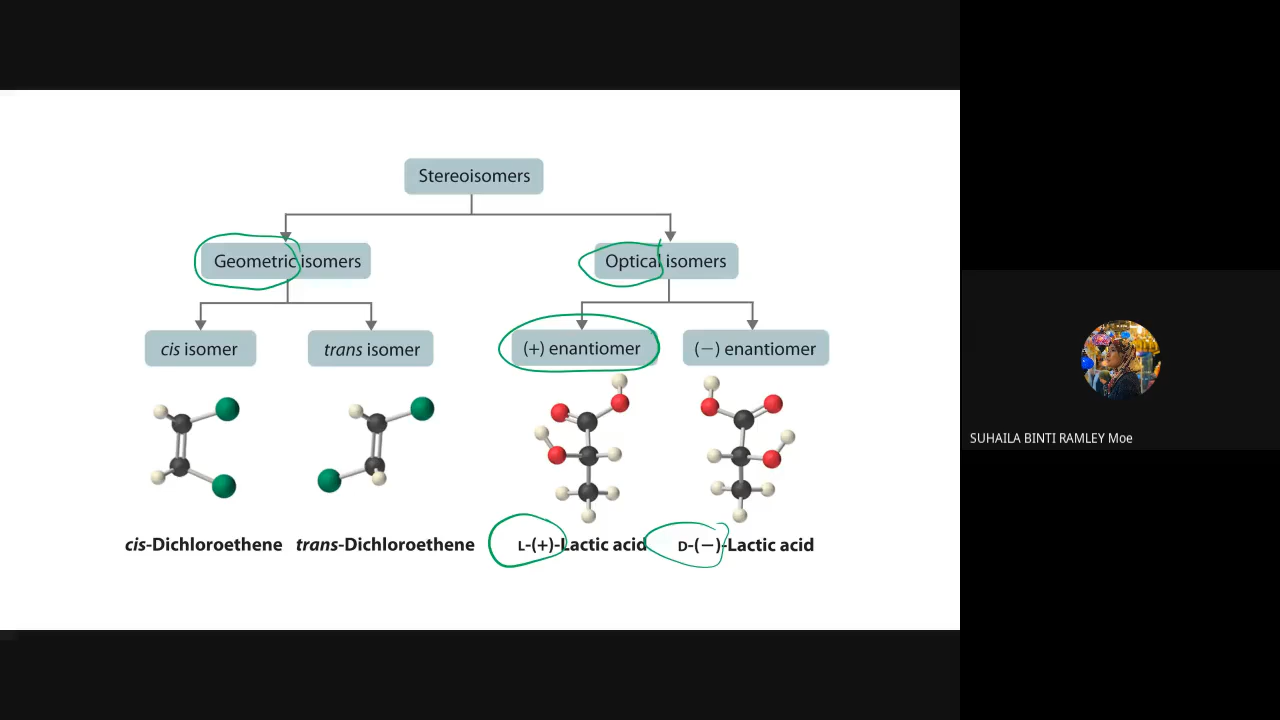 Stereoisomers
Geometric isomers
Optical isomers
cis isomer
trans isomer
(+) enantiomer
(−) enantiomer
cis-Dichloroethene
trans-Dichloroethene
L-(+)-Lactic acid
D-(−)-Lactic acid
SUHAILA BINTI RAMLEY Moe